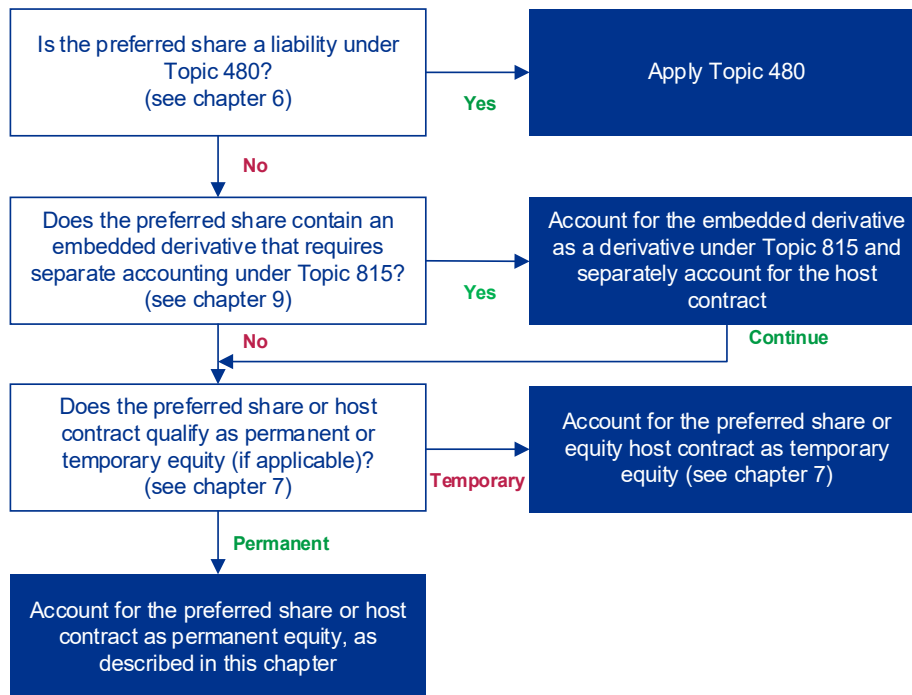 Is the preferred share a liability under
Topic 480?
(see chapter 6)
Yes
Apply Topic 480
No
Does the preferred share contain an
embedded derivative that requires
separate accounting under Topic 815?
(see chapter 9)
Yes
Account for the embedded derivative
as a derivative under Topic 815 and
separately account for the host
contract
No
Continue
Does the preferred share or host
contract qualify as permanent or
temporary equity (if applicable)?
(see chapter 7)
Temporary
Account for the preferred share or
equity host contract as temporary
equity (see chapter 7)
Permanent
Account for the preferred share or host
contract as permanent equity, as
described in this chapter